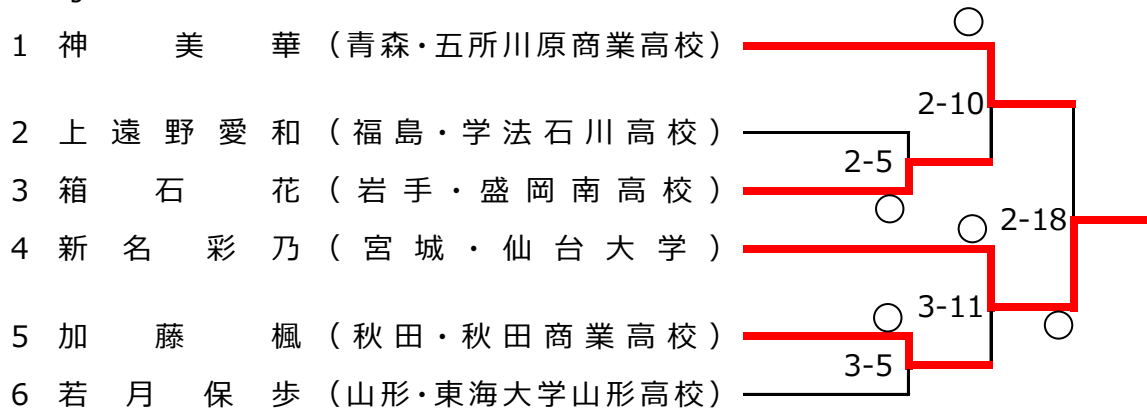 1 神美華(青森・五所川原商業高校)
2-10
2 上遠野愛和(福島・学法石川高校)
2-5
3 箱石花(岩手・盛岡南高校)
2-18
4 新名彩乃(宮城・仙台大学)
3-11
5 加藤楓(秋田・秋田商業高校)
3-5
6 若月保歩(山形・東海大学山形高校)